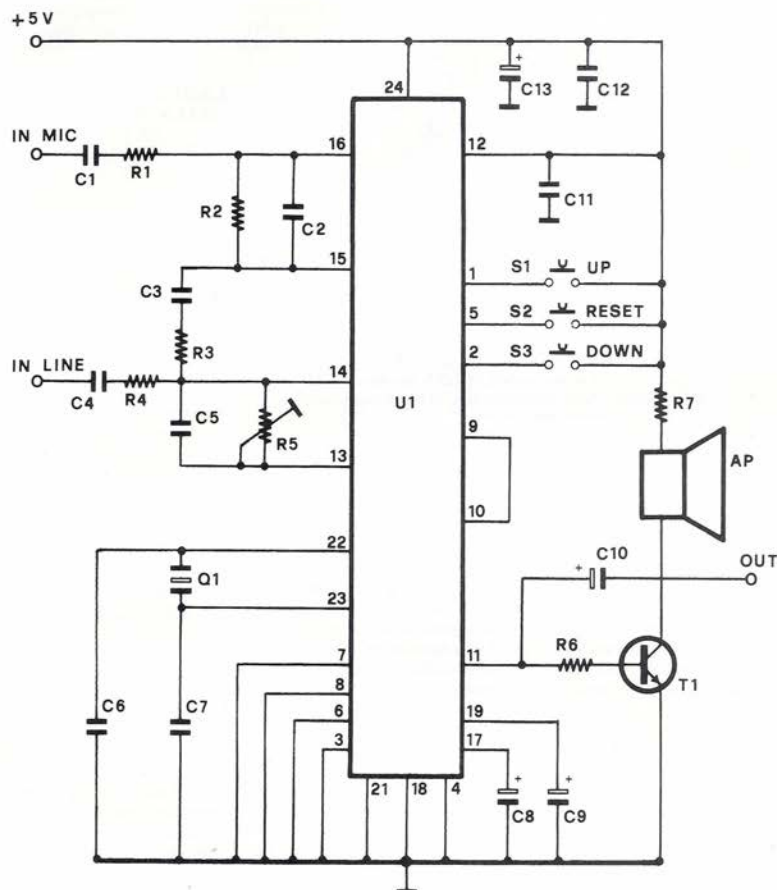 +5V
24
+
C13
C12
IN MIC
C1
R1
16
12
R2
C2
C11
15
1
S1
UP
C3
5
S2
RESET
R3
2
S3
DOWN
IN LINE
C4
R4
14
U1
R7
C5
R5
9
13
AP
10
22
C10
Q1
+
OUT
23
R6
11
T1
7
8
19
C6
C7
6
17
3
+
+
21
18
4
C8
C9